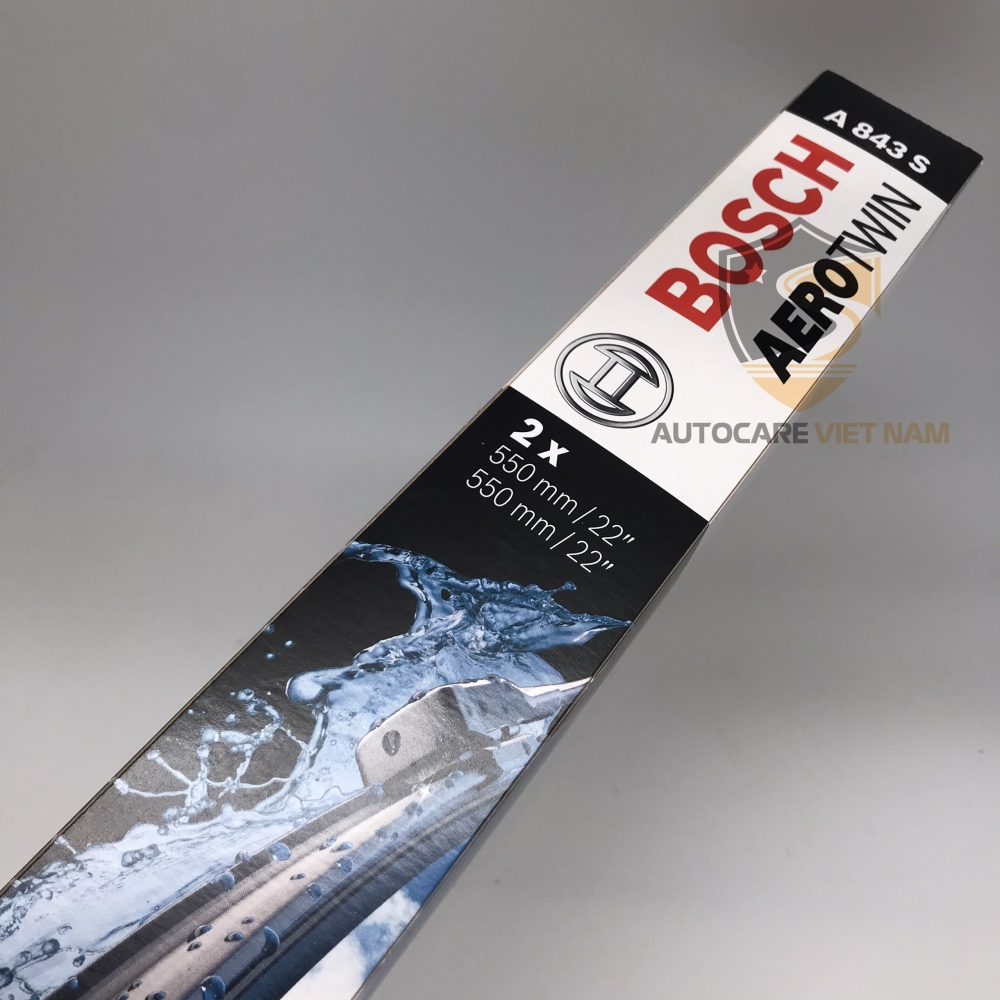 A 843 S
BOSCH
AEROTWIN
AUTOCARE VIET NAM
2 x
550 mm/22"
550 mm/22"